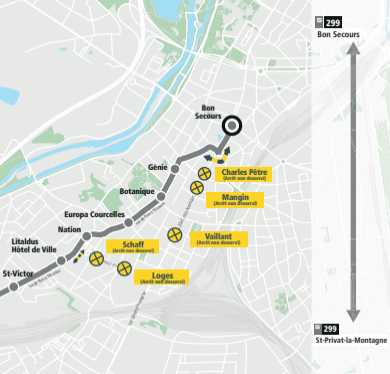 299
Bon Secours
Bon
Secours
Charles Pêtre
(Arrêt non desservi)
Génie
Mangin
(Arrêt non desservi)
Botanique
Europa Courcelles
Nation
Vaillant
(Arrêt non desservi)
Schaff
(Arrêt non desservi)
Litaldus
Hôtel de Ville
Loges
(Arrêt non desservi)
St-Victor
299
St-Privat-la-Montagne